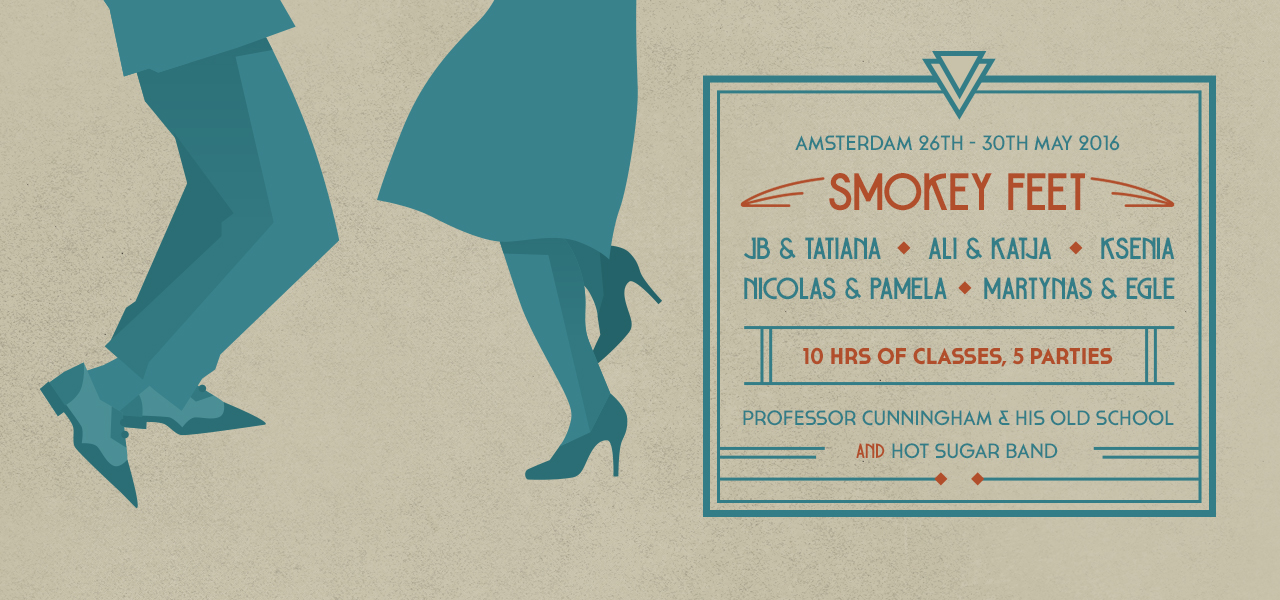 AMSTERDAM 26TH - 30TH MAY 2016
SMOKEY FEET
JB & TATIANA ◆ ALI & KATJA ◆ KSENIA
NICOLAS & PAMELA ◆ MARTYNAS & EGLE
10 HRS OF CLASSES, 5 PARTIES
PROFESSOR CUNNINGHAM & HIS OLD SCHOOL
AND HOT SUGAR BAND